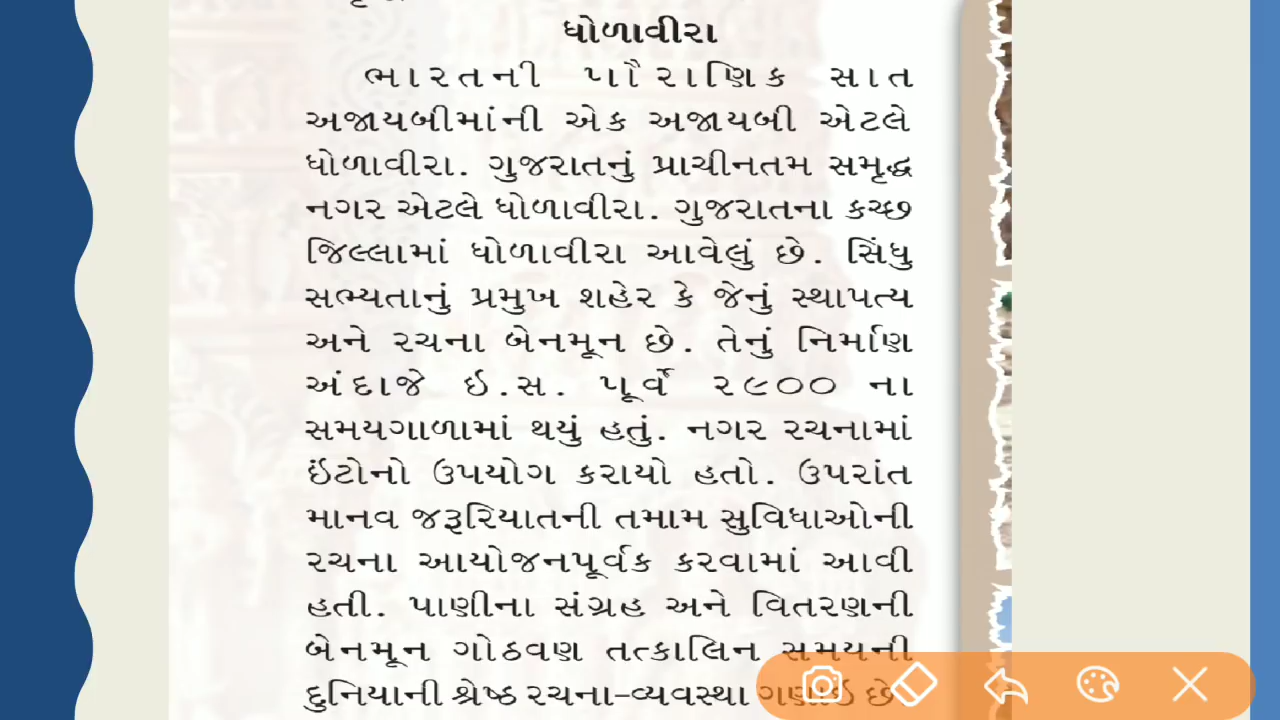 ધોળાવીરા
ભારતની પૌરાણિક સાત
અજાયબીમાંની એક અજાયબી એટલે
ધોળાવીરા. ગુજરાતનું પ્રાચીનતમ સમૃદ્ધ
નગર એટલે ધોળાવીરા. ગુજરાતના કચ્છ
જિલ્લામાં ધોળાવીરા આવેલું છે. સિંધુ
સભ્યતાનું પ્રમુખ શહેર કે જેનું સ્થાપત્ય
અને રચના બેનમૂન છે. તેનું નિર્માણ
અંદાજે ઇ.સ. પૂર્વે ૨૯૦૦ ના
સમયગાળામાં થયું હતું. નગર રચનામાં
ઈંટોનો ઉપયોગ કરાયો હતો. ઉપરાંત
માનવ જરૂરિયાતની તમામ સુવિધાઓની
રચના આયોજનપૂર્વક કરવામાં આવી
હતી. પાણીના સંગ્રહ અને વિતરણની
બેનમૂન ગોઠવણ તત્કાલિન સમયની
દુનિયાની શ્રેષ્ઠ રચના-વ્યવસ્થા ગણાઇ છે.